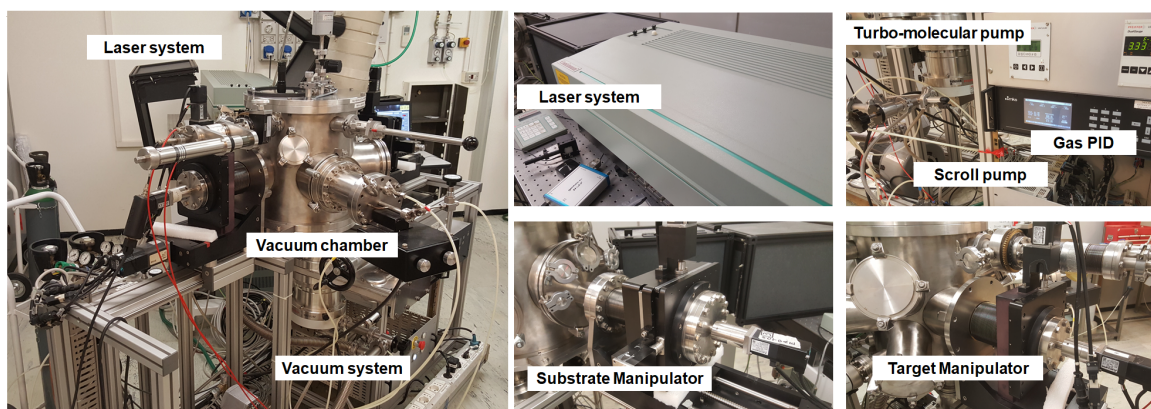 Laser system
Vacuum chamber
Vacuum system
Laser system
Substrate Manipulator
Turbo-molecular pump
333
Gas PID
Scroll pump
Target Manipulator